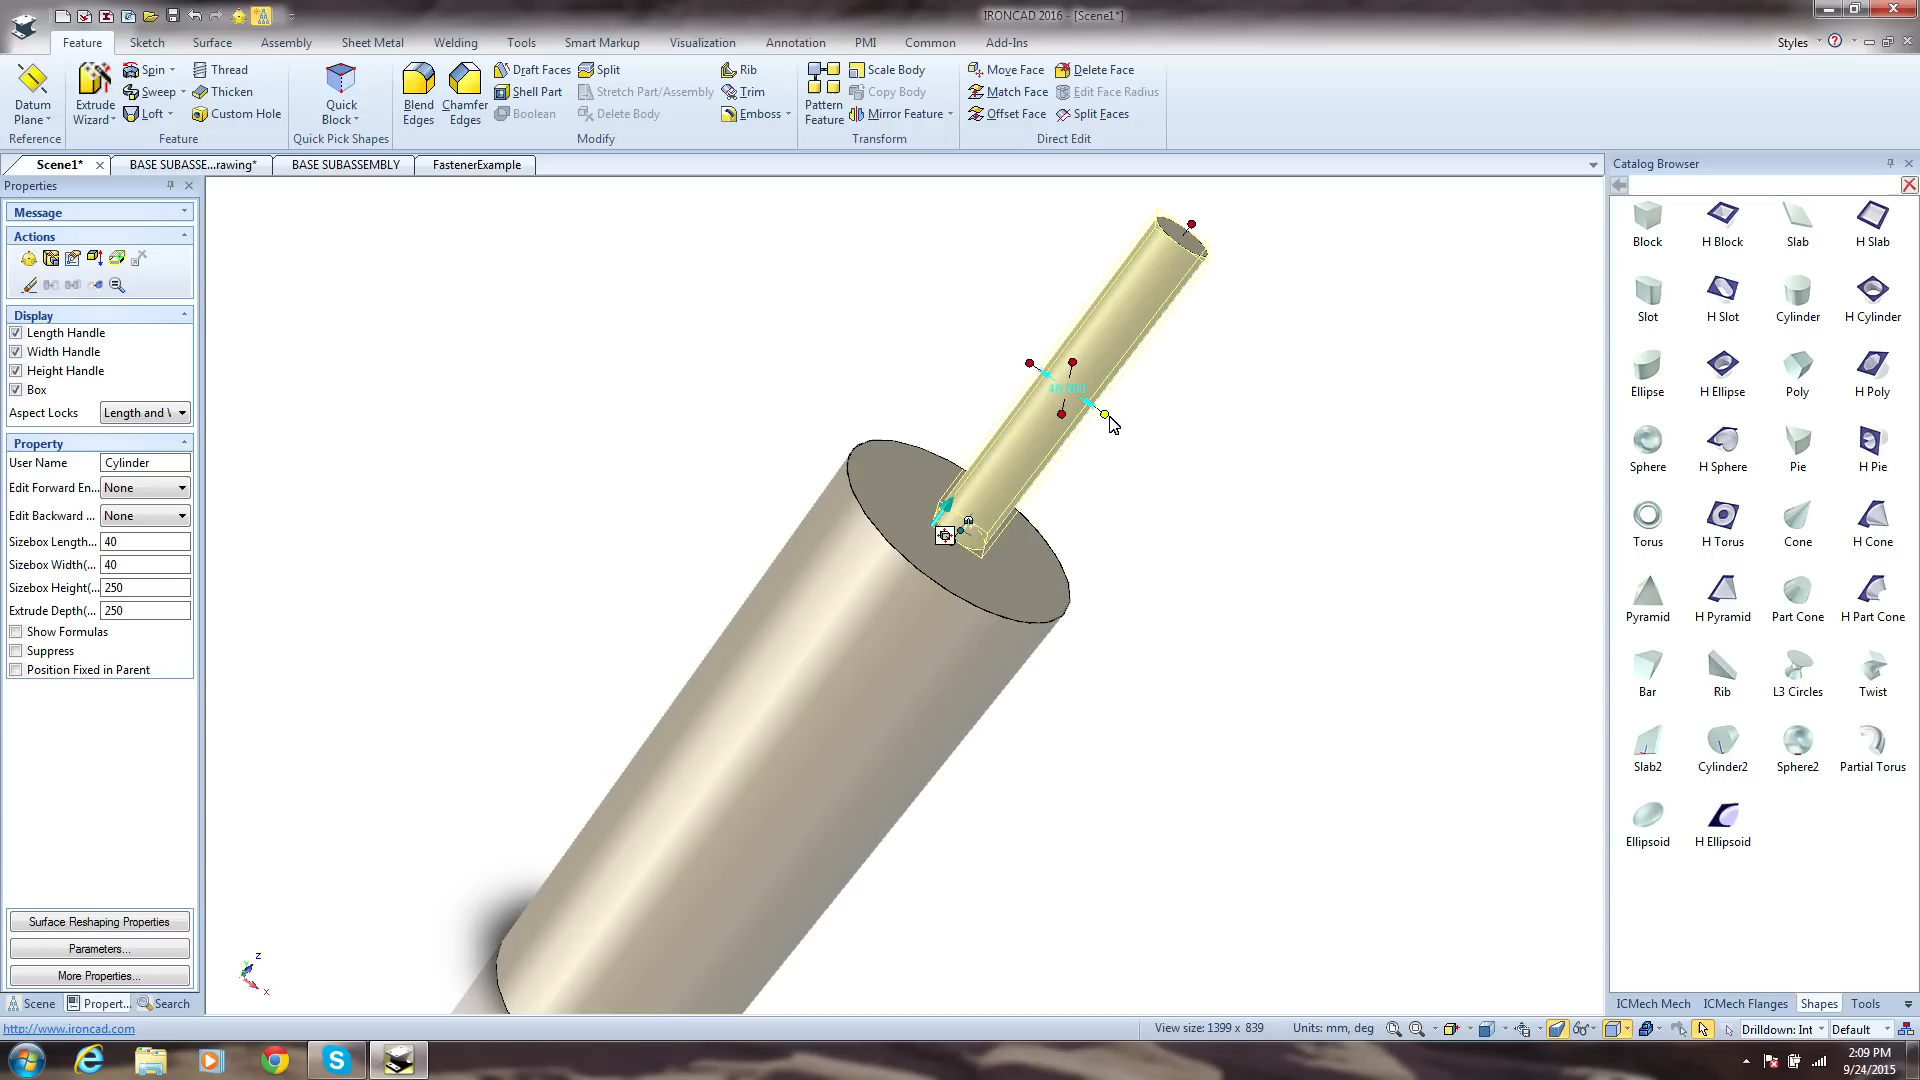 IRONCAD 2016 - [Scene1*]
Feature Sketch Surface Assembly Sheet Metal Welding Tools Smart Markup Visualization Annotation PMI Common Add-Ins Styles
Datum Plane
Extrude Wizard
Spin
Sweep
Loft
Thread
Thicken
Custom Hole
Quick Block
Blend Edges
Chamfer Edges
Draft Faces
Shell Part
Boolean
Split
Stretch Part/Assembly
Delete Body
Rib
Trim
Emboss
Pattern Feature
Scale Body
Copy Body
Mirror Feature
Move Face
Match Face
Offset Face
Delete Face
Edit Face Radius
Split Faces
Reference Feature Quick Pick Shapes Modify Transform Direct Edit
Scene1* BASE SUBASSE...rawing* BASE SUBASSEMBLY FastenerExample
Properties
Message
Actions
Display
Length Handle
Width Handle
Height Handle
Box
Aspect Locks Length and W
Property
User Name Cylinder
Edit Forward En... None
Edit Backward ... None
Sizebox Length... 40
Sizebox Width(... 40
Sizebox Height(... 250
Extrude Depth(... 250
Show Formulas
Suppress
Position Fixed in Parent
Surface Reshaping Properties
Parameters...
More Properties...
Scene Propert... Search
40.000
Z
Y
X
Catalog Browser
Block H Block Slab H Slab
Slot H Slot Cylinder H Cylinder
Ellipse H Ellipse Poly H Poly
Sphere H Sphere Pie H Pie
Torus H Torus Cone H Cone
Pyramid H Pyramid Part Cone H Part Cone
Bar Rib L3 Circles Twist
Slab2 Cylinder2 Sphere2 Partial Torus
Ellipsoid H Ellipsoid
ICMech Mech ICMech Flanges Shapes Tools
http://www.ironcad.com
View size: 1399 x 839 Units: mm, deg Drilldown: Int Default
2:09 PM
9/24/2015